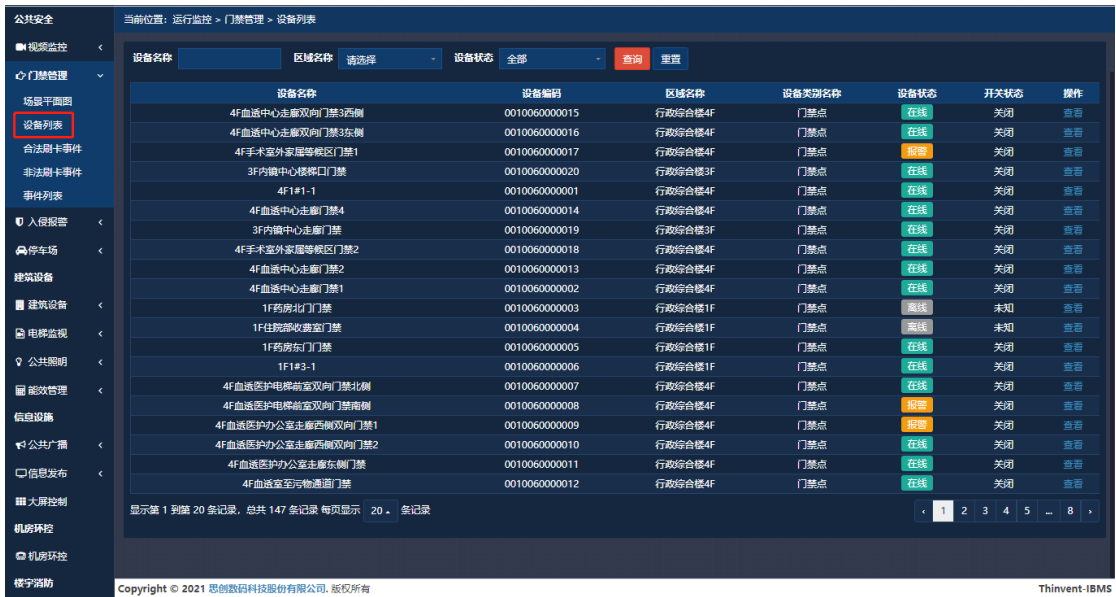 公共安全
当前位置: 运行监控 > 门禁管理 > 设备列表
视频监控
门禁管理
场景平面图
设备列表
合法刷卡事件
非法刷卡事件
事件列表
入侵报警
停车场
建筑设备
建筑设备
电梯监视
公共照明
能效管理
信息设施
公共广播
信息发布
大屏控制
机房环控
机房环控
楼宇消防
设备名称 区域名称 请选择 设备状态 全部 查询 重置
设备名称 设备编码 区域名称 设备类别名称 设备状态 开关状态 操作
4F血透中心走廊双向门禁3西侧 0010060000015 行政综合楼4F 门禁点 在线 关闭 查看
4F血透中心走廊双向门禁3东侧 0010060000016 行政综合楼4F 门禁点 在线 关闭 查看
4F手术室外家属等候区门禁1 0010060000017 行政综合楼4F 门禁点 报警 关闭 查看
3F内镜中心楼梯口门禁 0010060000020 行政综合楼3F 门禁点 在线 关闭 查看
4F1#1-1 0010060000001 行政综合楼4F 门禁点 在线 关闭 查看
4F血透中心走廊门禁4 0010060000014 行政综合楼4F 门禁点 在线 关闭 查看
3F内镜中心走廊门禁 0010060000019 行政综合楼3F 门禁点 在线 关闭 查看
4F手术室外家属等候区门禁2 0010060000018 行政综合楼4F 门禁点 在线 关闭 查看
4F血透中心走廊门禁2 0010060000013 行政综合楼4F 门禁点 在线 关闭 查看
4F血透中心走廊门禁1 0010060000002 行政综合楼4F 门禁点 在线 关闭 查看
1F药房北门门禁 0010060000003 行政综合楼1F 门禁点 离线 未知 查看
1F住院部收费室门禁 0010060000004 行政综合楼1F 门禁点 离线 未知 查看
1F药房东门门禁 0010060000005 行政综合楼1F 门禁点 在线 关闭 查看
1F1#3-1 0010060000006 行政综合楼1F 门禁点 在线 关闭 查看
4F血透医护电梯前室双向门禁北侧 0010060000007 行政综合楼4F 门禁点 在线 关闭 查看
4F血透医护电梯前室双向门禁南侧 0010060000008 行政综合楼4F 门禁点 报警 关闭 查看
4F血透医护办公室走廊西侧双向门禁1 0010060000009 行政综合楼4F 门禁点 报警 关闭 查看
4F血透医护办公室走廊西侧双向门禁2 0010060000010 行政综合楼4F 门禁点 在线 关闭 查看
4F血透医护办公室走廊东侧门禁 0010060000011 行政综合楼4F 门禁点 在线 关闭 查看
4F血透室至污物通道门禁 0010060000012 行政综合楼4F 门禁点 在线 关闭 查看
显示第 1 到第 20 条记录，总共 147 条记录 每页显示 20 条记录 ‹ 1 2 3 4 5 ... 8 ›
Copyright © 2021 思创数码科技股份有限公司. 版权所有 Thinvent-IBMS